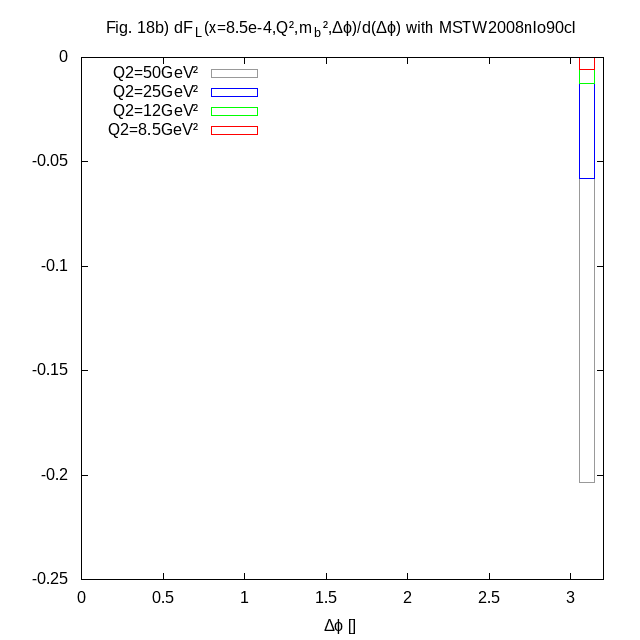 Fig. 18b) dF_L(x=8.5e-4,Q²,m_b²,Δϕ)/d(Δϕ) with MSTW2008nlo90cl
Q2=50GeV²
Q2=25GeV²
Q2=12GeV²
Q2=8.5GeV²
0
-0.05
-0.1
-0.15
-0.2
-0.25
0 0.5 1 1.5 2 2.5 3
Δϕ []